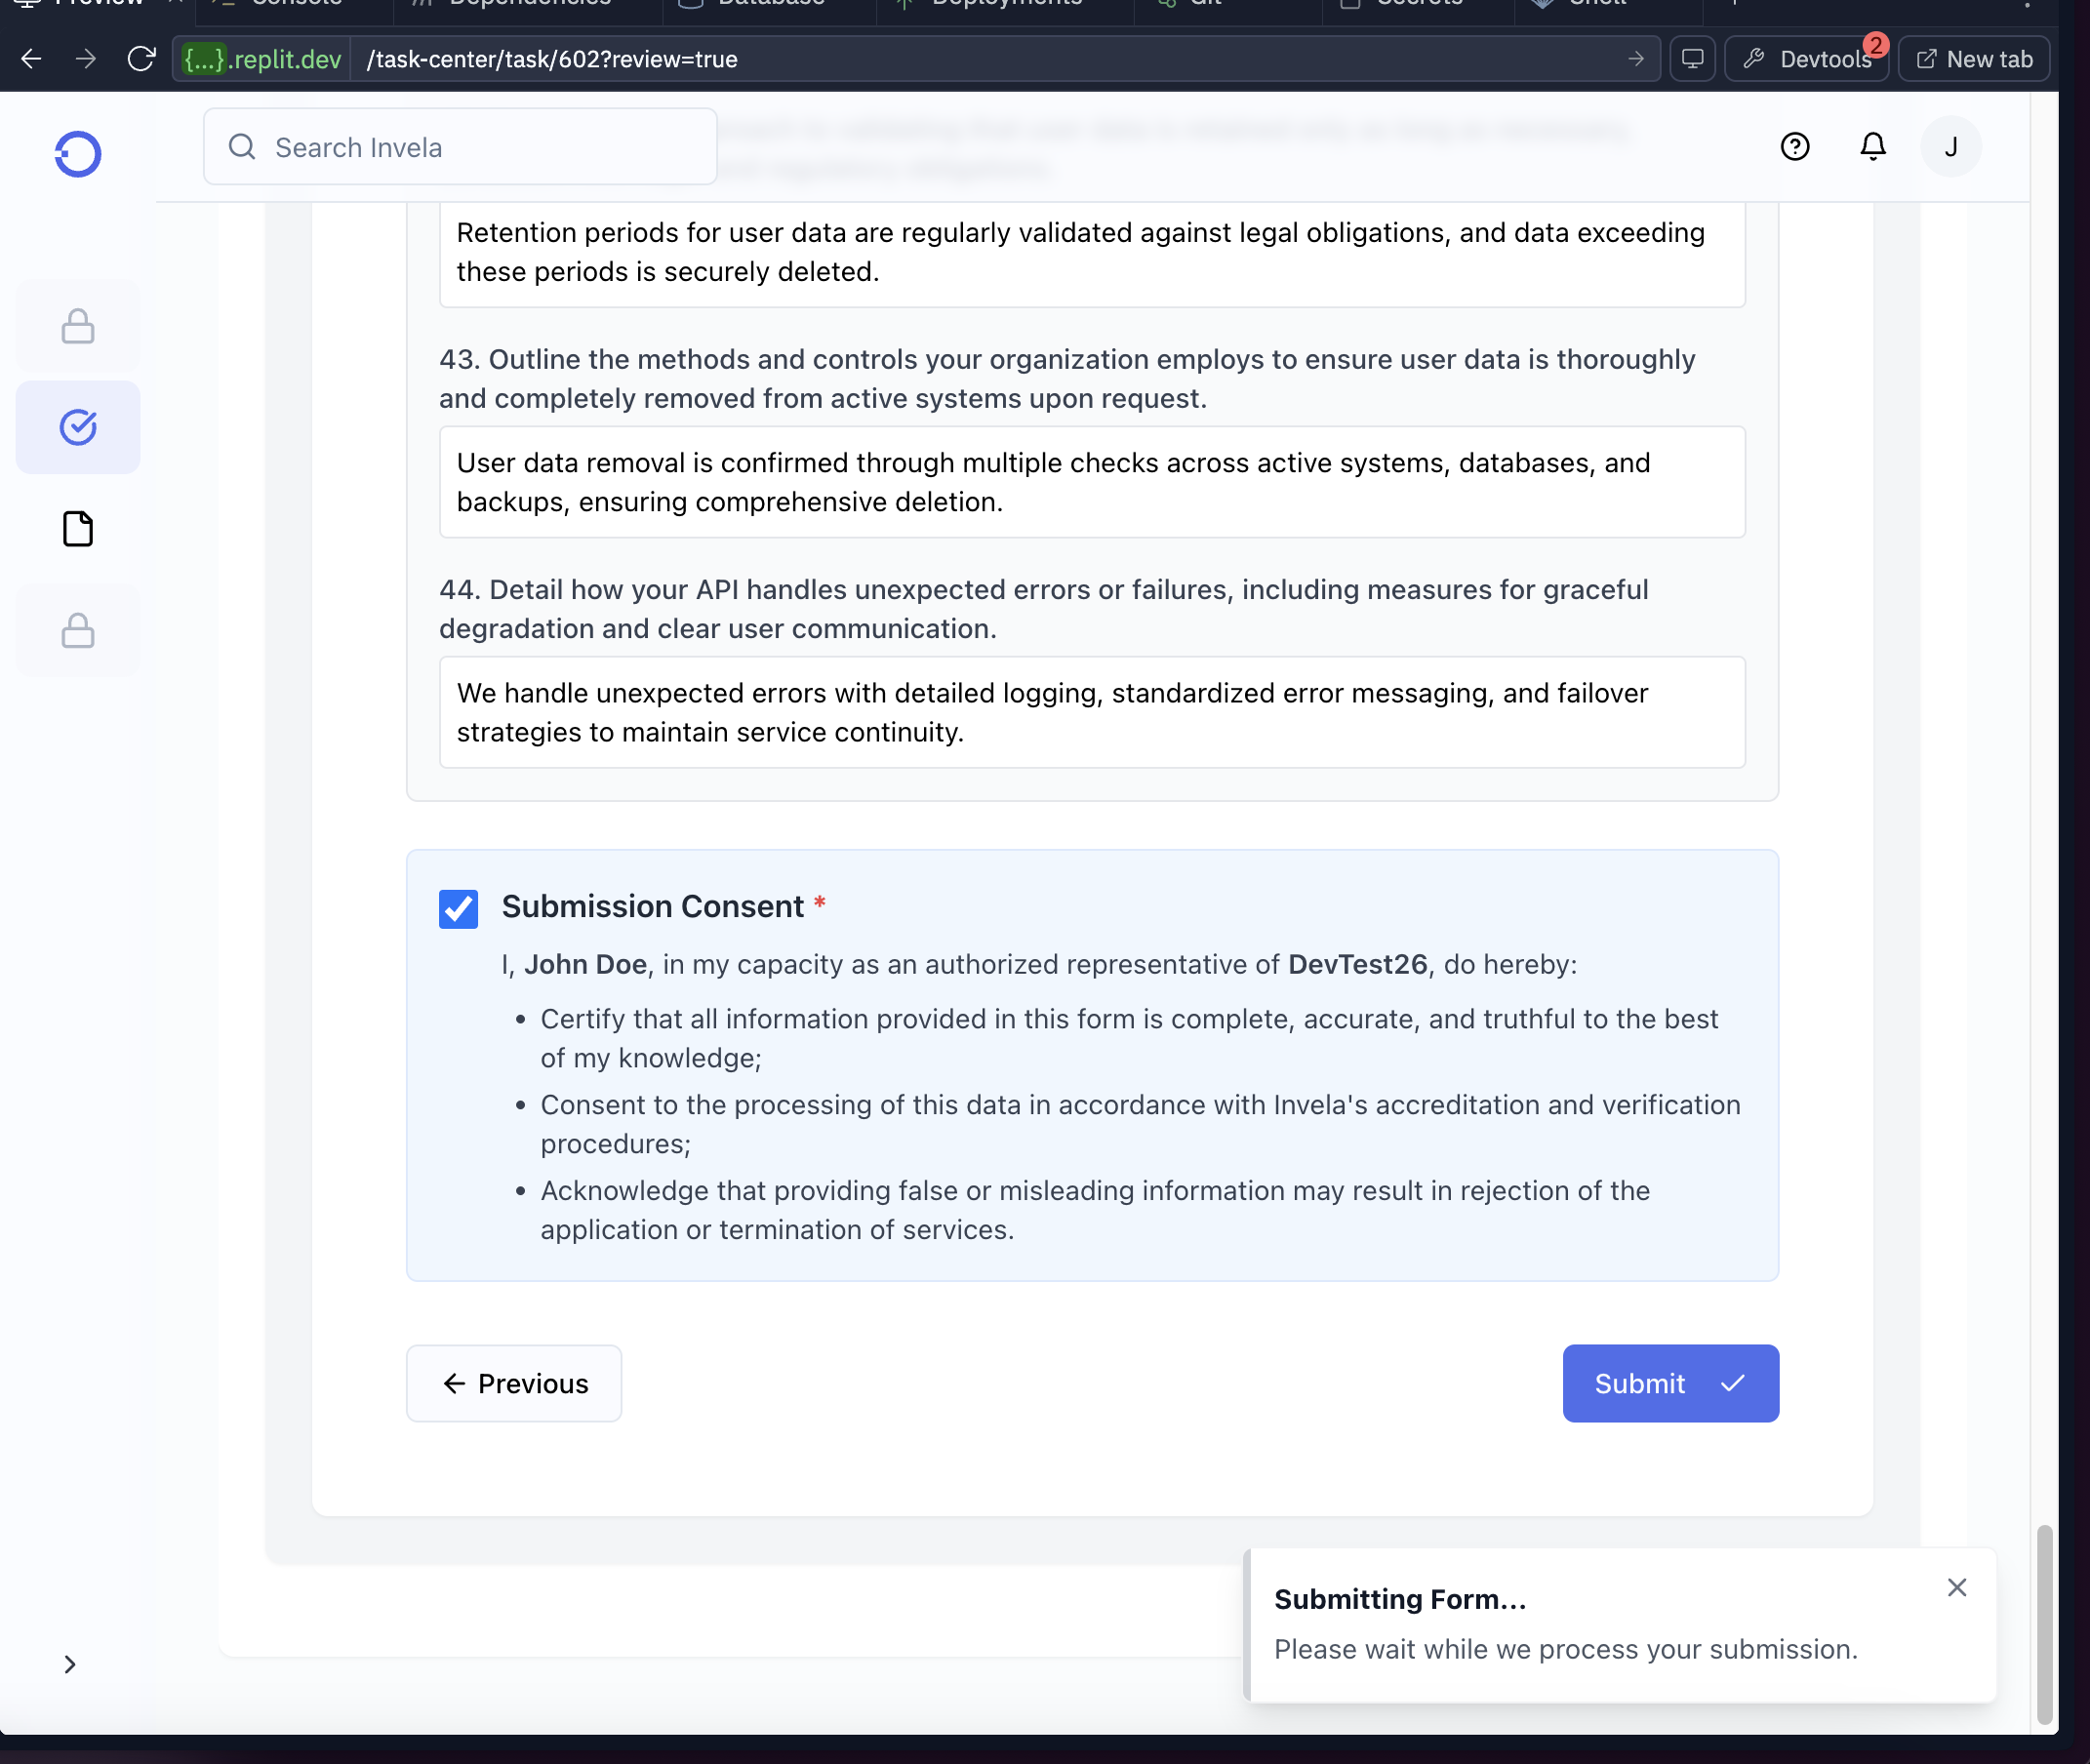 Preview
Console
Dependencies
Database
Deployments
Git
Secrets
Shell
{...}.replit.dev
/task-center/task/602?review=true
Devtools
2
New tab
Search Invela
J
Retention periods for user data are regularly validated against legal obligations, and data exceeding
these periods is securely deleted.
43. Outline the methods and controls your organization employs to ensure user data is thoroughly
and completely removed from active systems upon request.
User data removal is confirmed through multiple checks across active systems, databases, and
backups, ensuring comprehensive deletion.
44. Detail how your API handles unexpected errors or failures, including measures for graceful
degradation and clear user communication.
We handle unexpected errors with detailed logging, standardized error messaging, and failover
strategies to maintain service continuity.
Submission Consent *
I, John Doe, in my capacity as an authorized representative of DevTest26, do hereby:
• Certify that all information provided in this form is complete, accurate, and truthful to the best
of my knowledge;
• Consent to the processing of this data in accordance with Invela's accreditation and verification
procedures;
• Acknowledge that providing false or misleading information may result in rejection of the
application or termination of services.
Previous
Submit
Submitting Form...
Please wait while we process your submission.